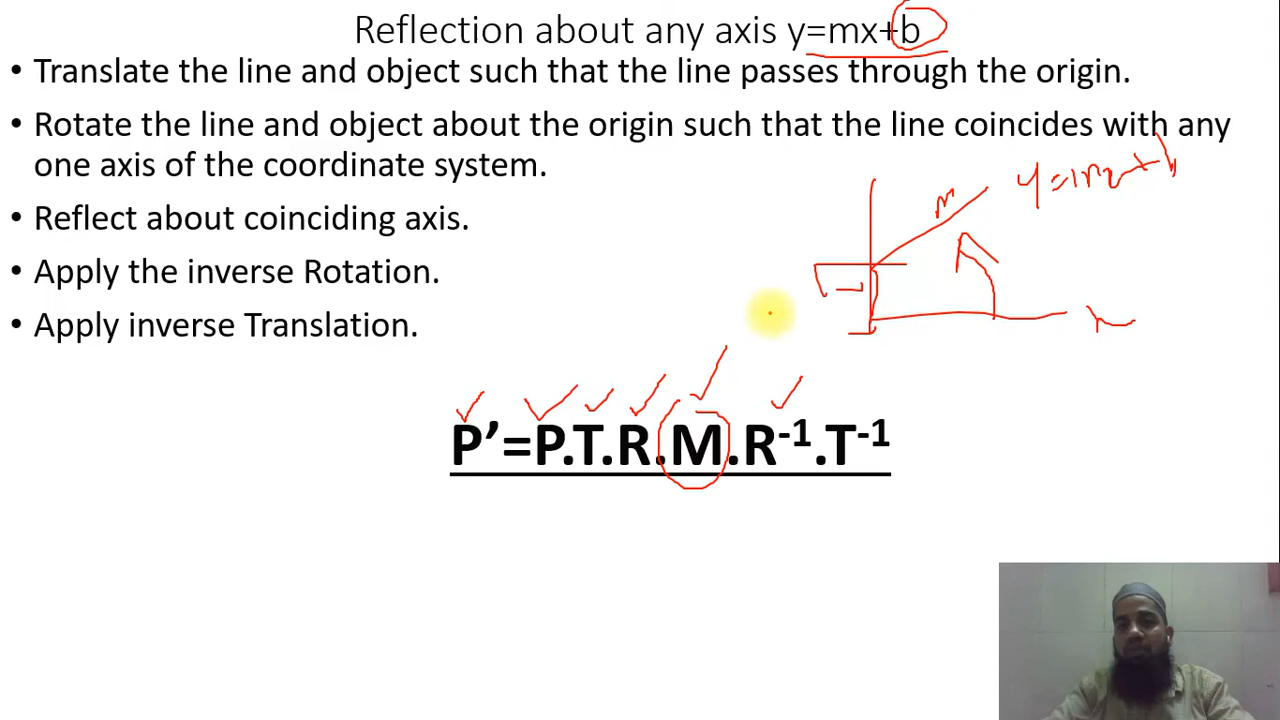 Reflection about any axis y=mx+b
• Translate the line and object such that the line passes through the origin.
• Rotate the line and object about the origin such that the line coincides with any
one axis of the coordinate system.
m
• Reflect about coinciding axis.
• Apply the inverse Rotation.
• Apply inverse Translation.
P’=P.T.R.M.R-1.T-1